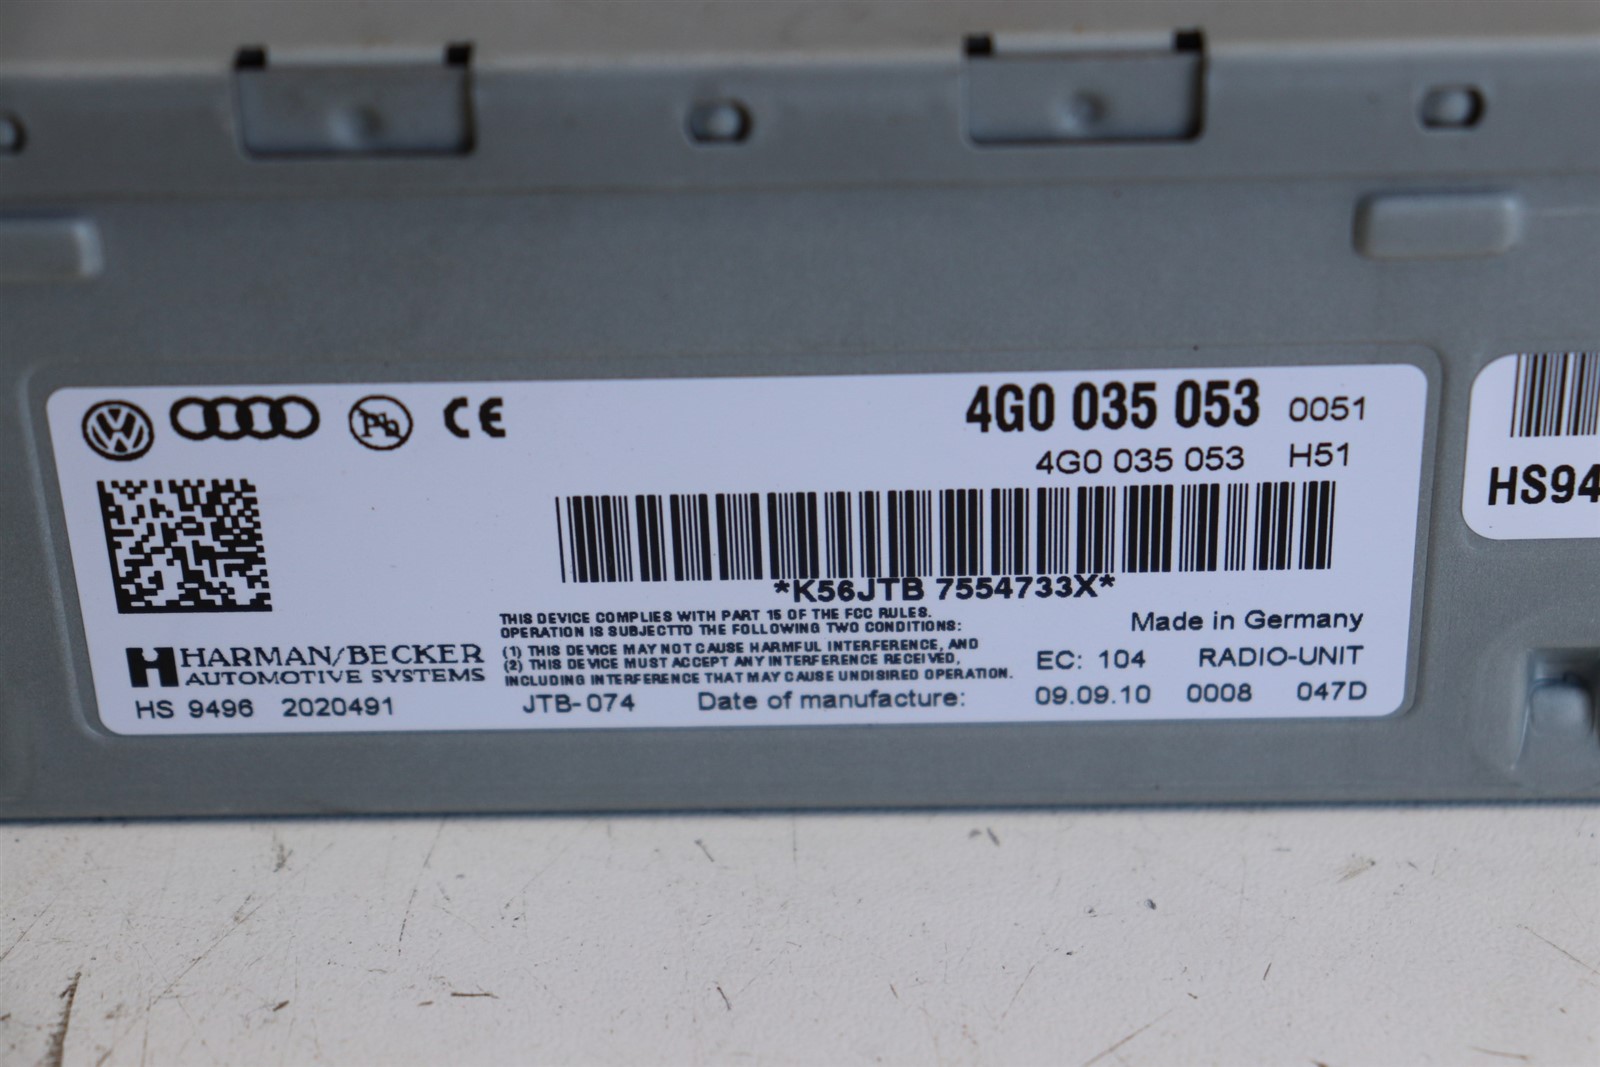 4G0 035 053 0051
4G0 035 053 H51
*K56JTB 7554733X*
THIS DEVICE COMPLIES WITH PART 15 OF THE FCC RULES.
OPERATION IS SUBJECTTO THE FOLLOWING TWO CONDITIONS:
(1) THIS DEVICE MAY NOT CAUSE HARMFUL INTERFERENCE, AND
(2) THIS DEVICE MUST ACCEPT ANY INTERFERENCE RECEIVED,
INCLUDING INTERFERENCE THAT MAY CAUSE UNDISIRED OPERATION.
Made in Germany
HARMAN/BECKER
AUTOMOTIVE SYSTEMS
EC: 104 RADIO-UNIT
HS 9496 2020491 JTB-074 Date of manufacture: 09.09.10 0008 047D
Pb
CE
HS94